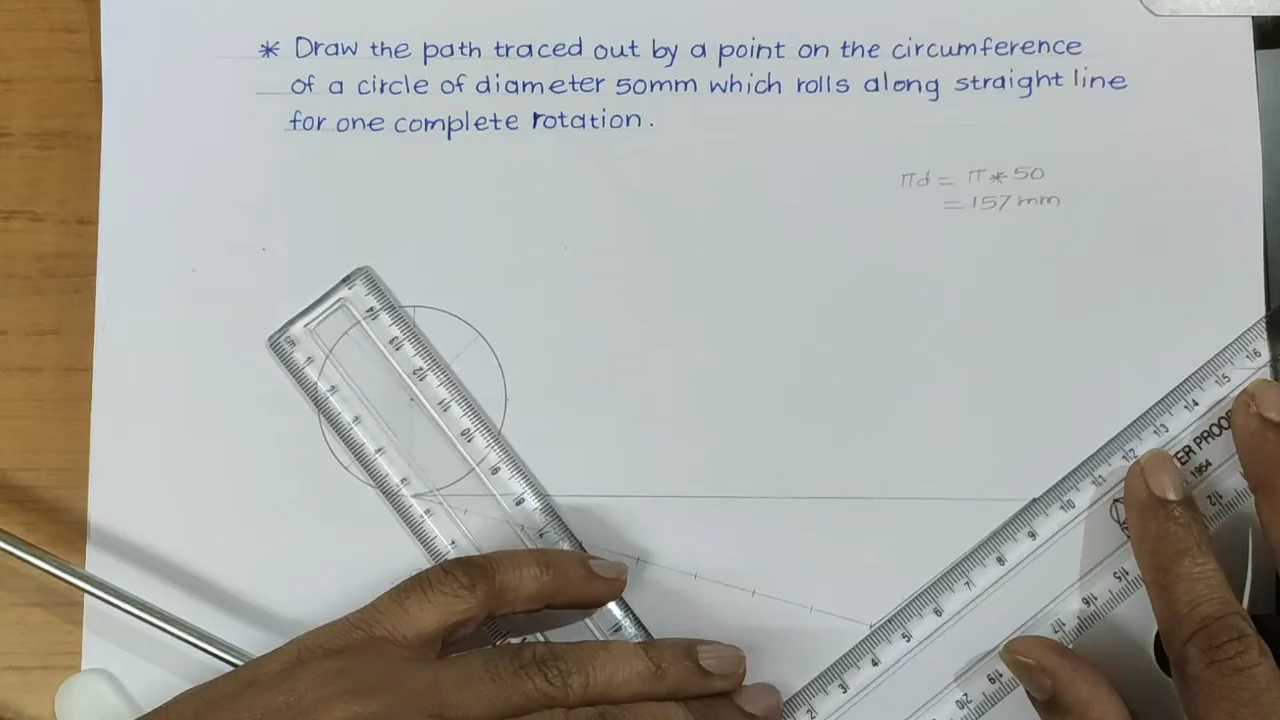 * Draw the path traced out by a point on the circumference
of a circle of diameter 50mm which rolls along straight line
for one complete rotation.
πd = π * 50
= 157 mm